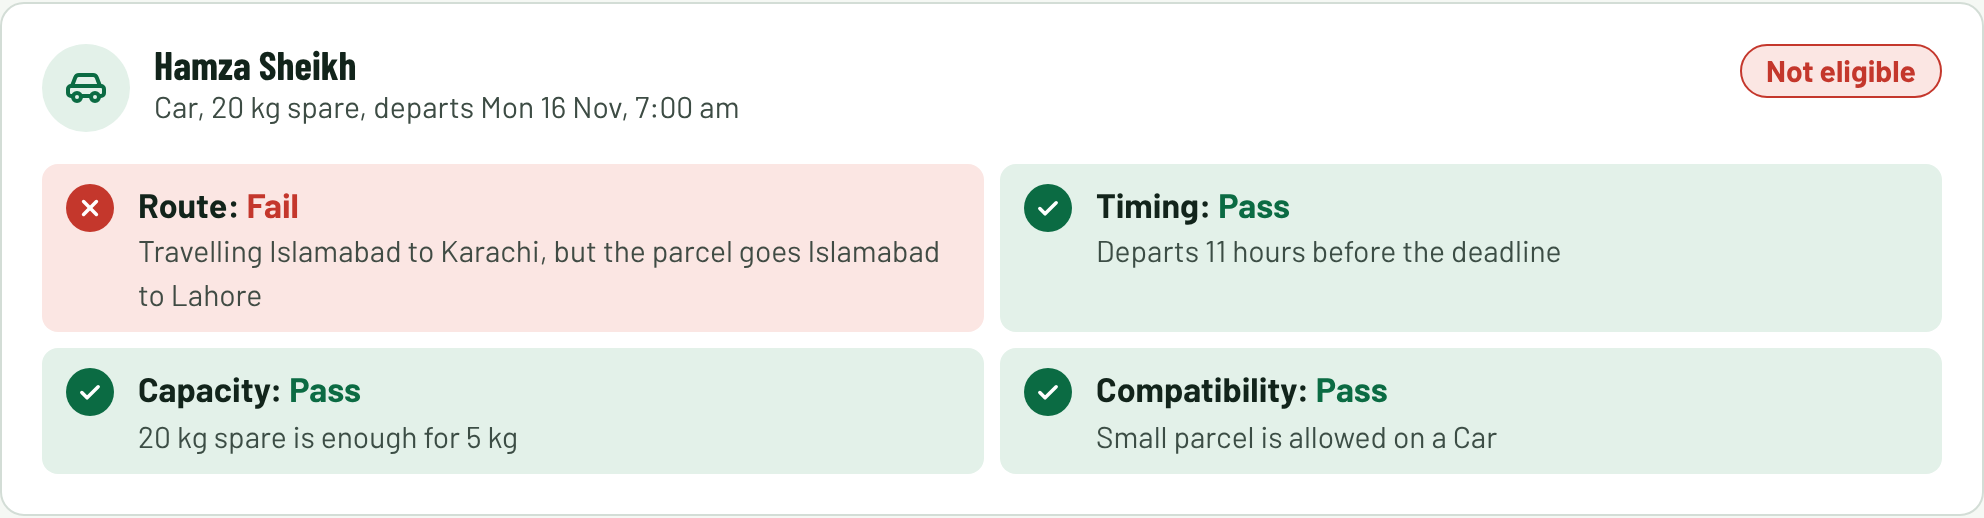 Hamza Sheikh
Car, 20 kg spare, departs Mon 16 Nov, 7:00 am
Not eligible
Route: Fail
Travelling Islamabad to Karachi, but the parcel goes Islamabad
to Lahore
Timing: Pass
Departs 11 hours before the deadline
Capacity: Pass
20 kg spare is enough for 5 kg
Compatibility: Pass
Small parcel is allowed on a Car